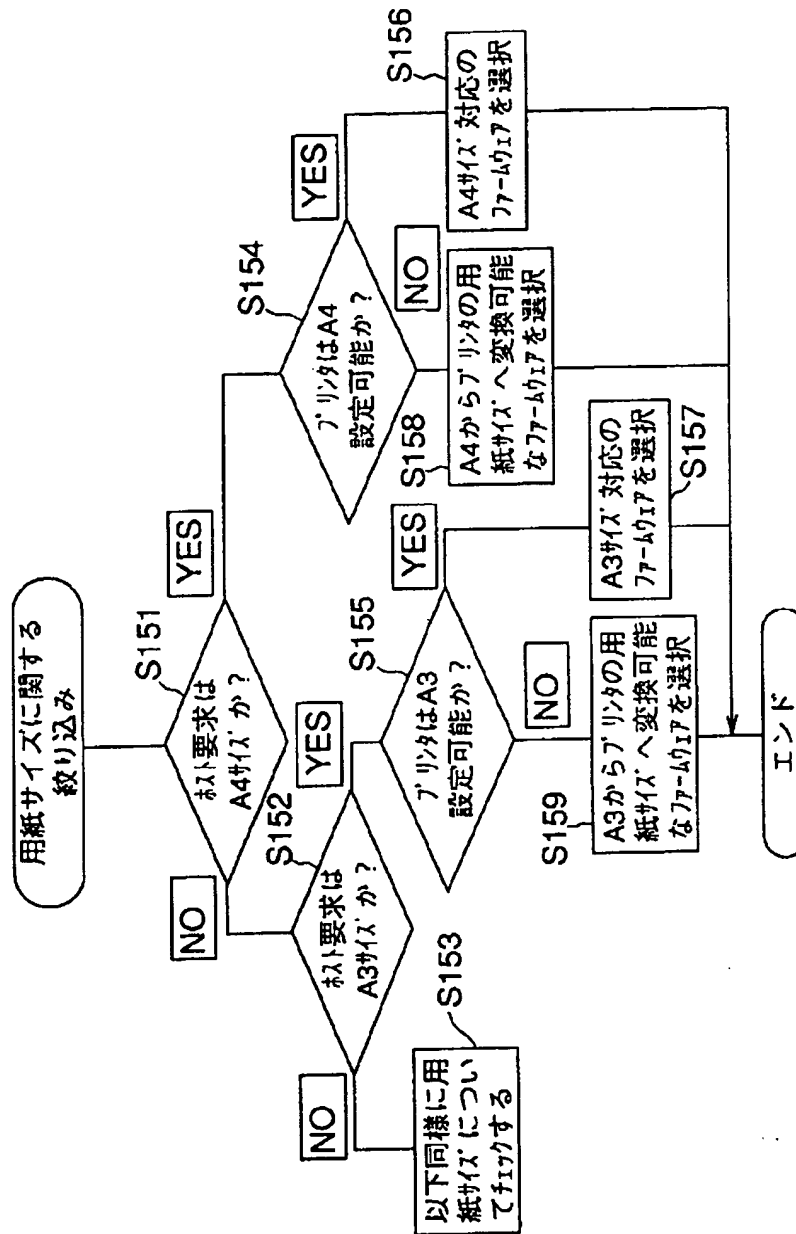 用紙サイズに関する
絞り込み
S151
ホスト要求は
A4サイズか？
YES
NO
S154
プリンタはA4
設定可能か？
YES
NO
S156
A4サイズ対応の
ファームウェアを選択
S158
A4からプリンタの用
紙サイズへ変換可能
なファームウェアを選択
S152
ホスト要求は
A3サイズか？
YES
NO
S155
プリンタはA3
設定可能か？
YES
NO
S157
A3サイズ対応の
ファームウェアを選択
S159
A3からプリンタの用
紙サイズへ変換可能
なファームウェアを選択
S153
以下同様に用
紙サイズについ
てチェックする
エンド